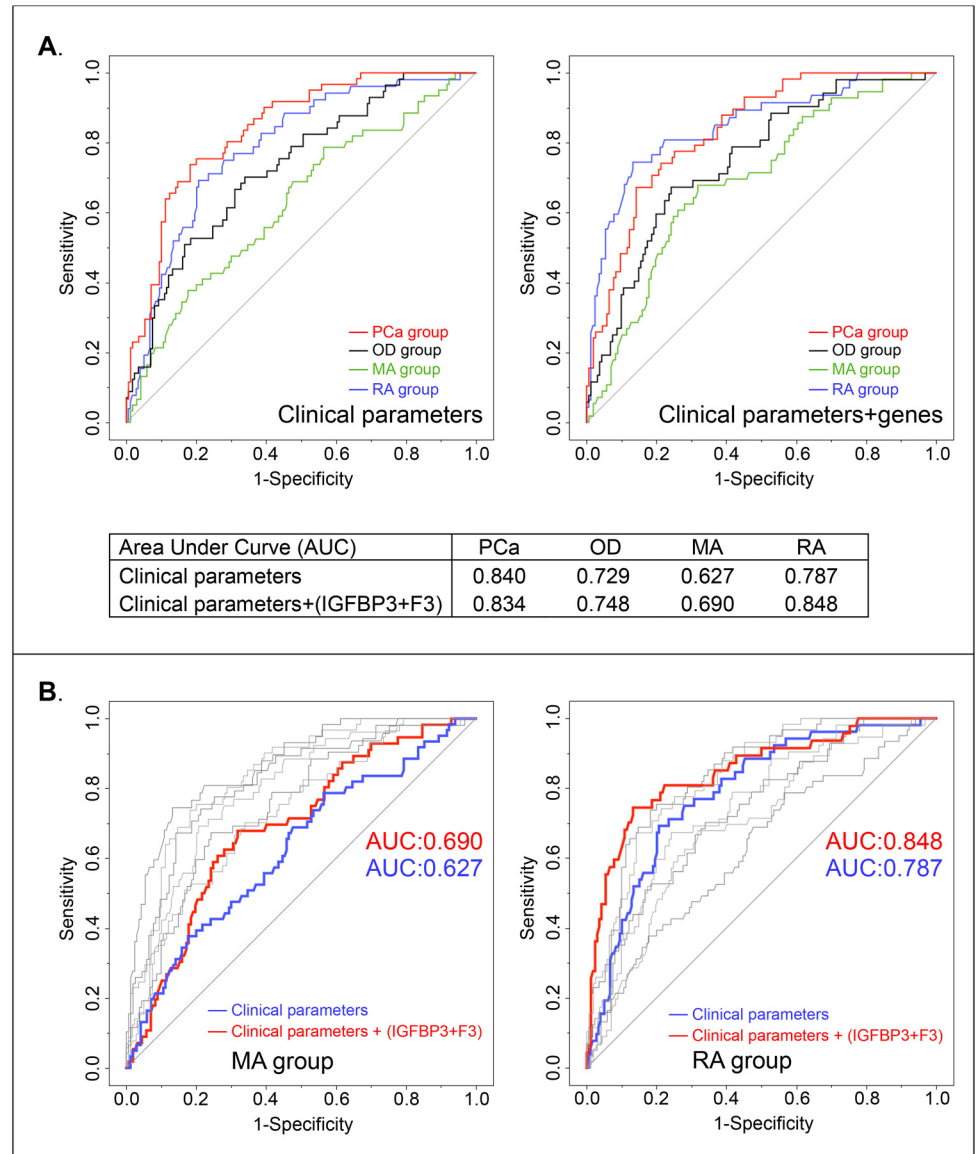 A.
1.0
0.8
0.6
0.4
0.2
0.0
Sensitivity
PCa group
OD group
MA group
RA group
Clinical parameters
0.0 0.2 0.4 0.6 0.8 1.0
1-Specificity
1.0
0.8
0.6
0.4
0.2
0.0
Sensitivity
PCa group
OD group
MA group
RA group
Clinical parameters+genes
0.0 0.2 0.4 0.6 0.8 1.0
1-Specificity
Area Under Curve (AUC) PCa OD MA RA
Clinical parameters 0.840 0.729 0.627 0.787
Clinical parameters+(IGFBP3+F3) 0.834 0.748 0.690 0.848
B.
1.0
0.8
0.6
0.4
0.2
0.0
Sensitivity
AUC:0.690
AUC:0.627
Clinical parameters
Clinical parameters + (IGFBP3+F3)
MA group
0.0 0.2 0.4 0.6 0.8 1.0
1-Specificity
1.0
0.8
0.6
0.4
0.2
0.0
Sensitivity
AUC:0.848
AUC:0.787
Clinical parameters
Clinical parameters + (IGFBP3+F3)
RA group
0.0 0.2 0.4 0.6 0.8 1.0
1-Specificity